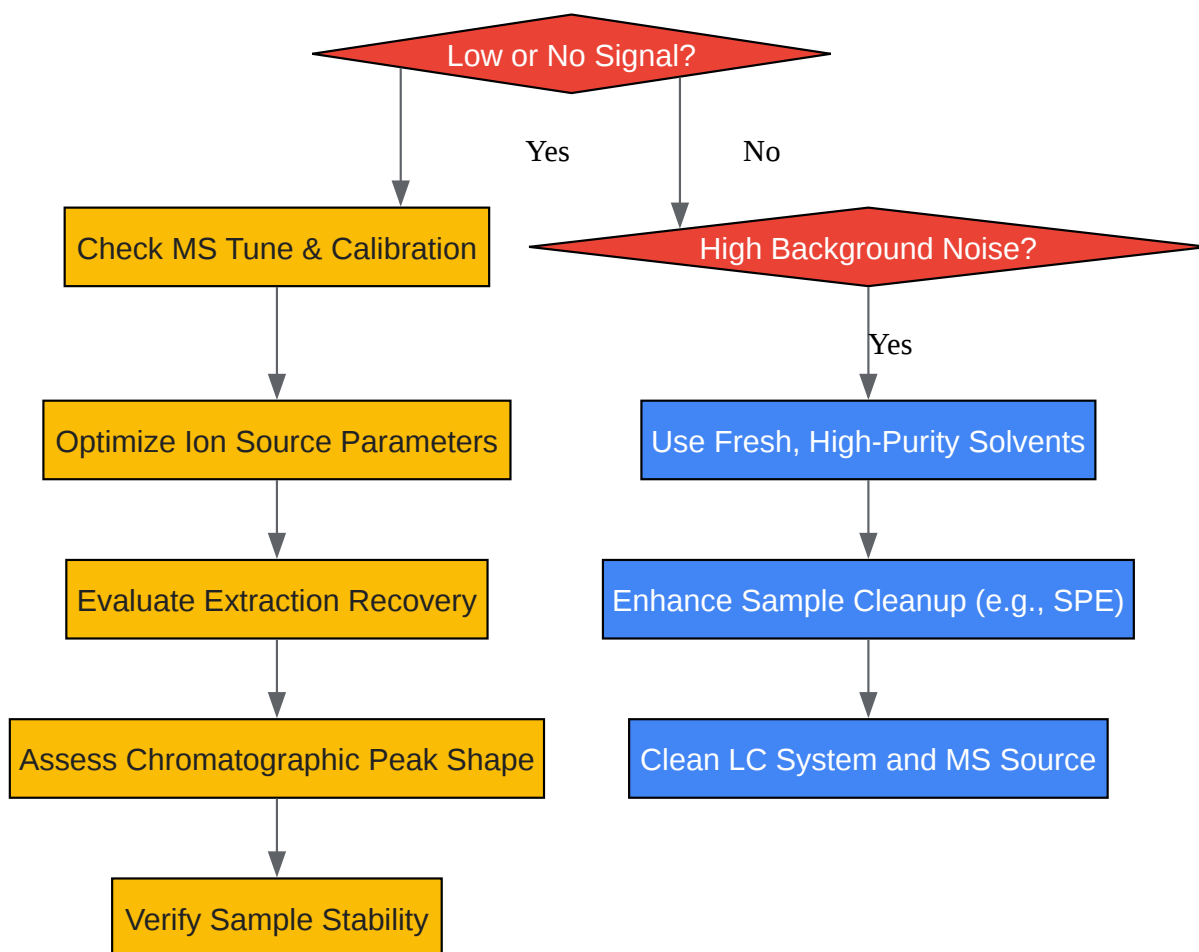 Low or No Signal?
Yes
No
Check MS Tune & Calibration
High Background Noise?
Yes
Optimize Ion Source Parameters
Use Fresh, High-Purity Solvents
Evaluate Extraction Recovery
Enhance Sample Cleanup (e.g., SPE)
Assess Chromatographic Peak Shape
Clean LC System and MS Source
Verify Sample Stability